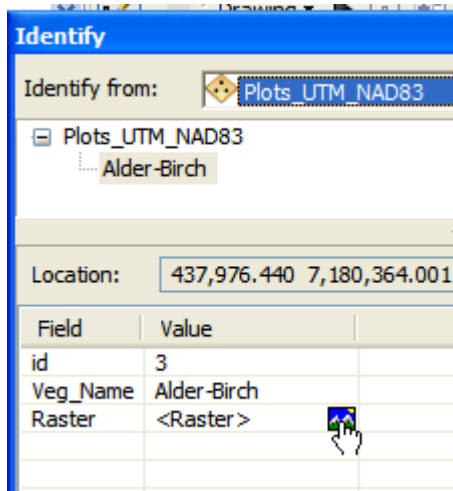 Drawing
Identify
Identify from: Plots_UTM_NAD83
Plots_UTM_NAD83
Alder-Birch
Location: 437,976.440 7,180,364.001
Field Value
id 3
Veg_Name Alder-Birch
Raster <Raster>